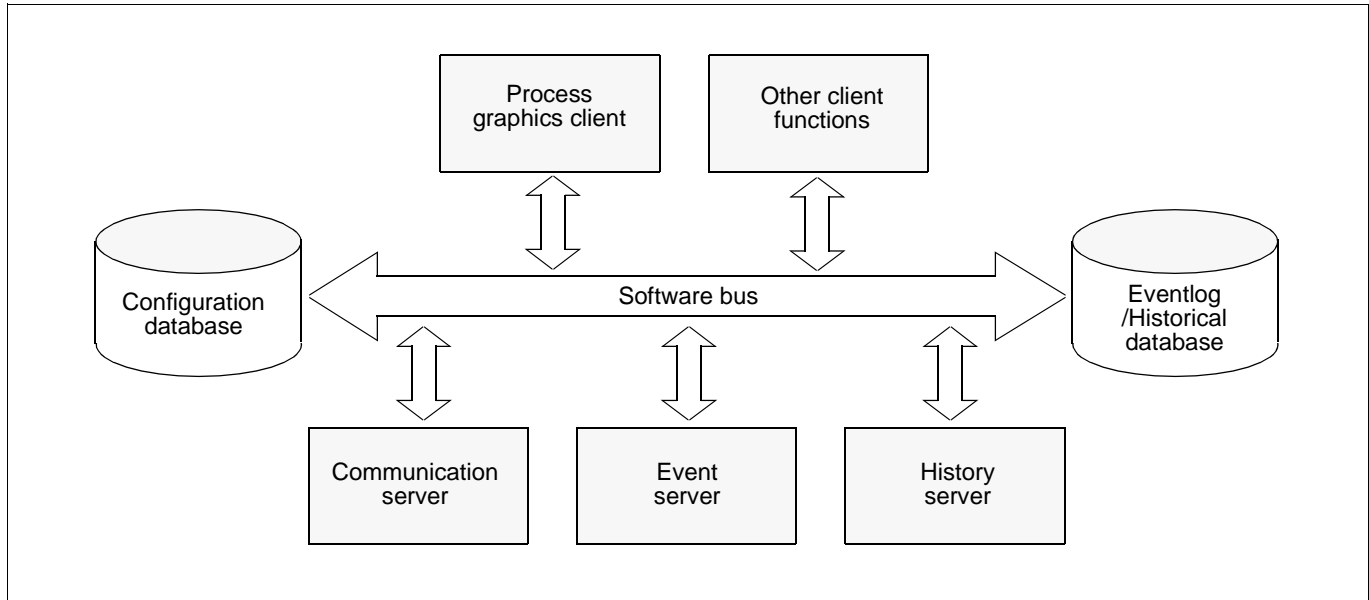 Process
graphics client
Other client
functions
Configuration
database
Software bus
Eventlog
/Historical
database
Communication
server
Event
server
History
server